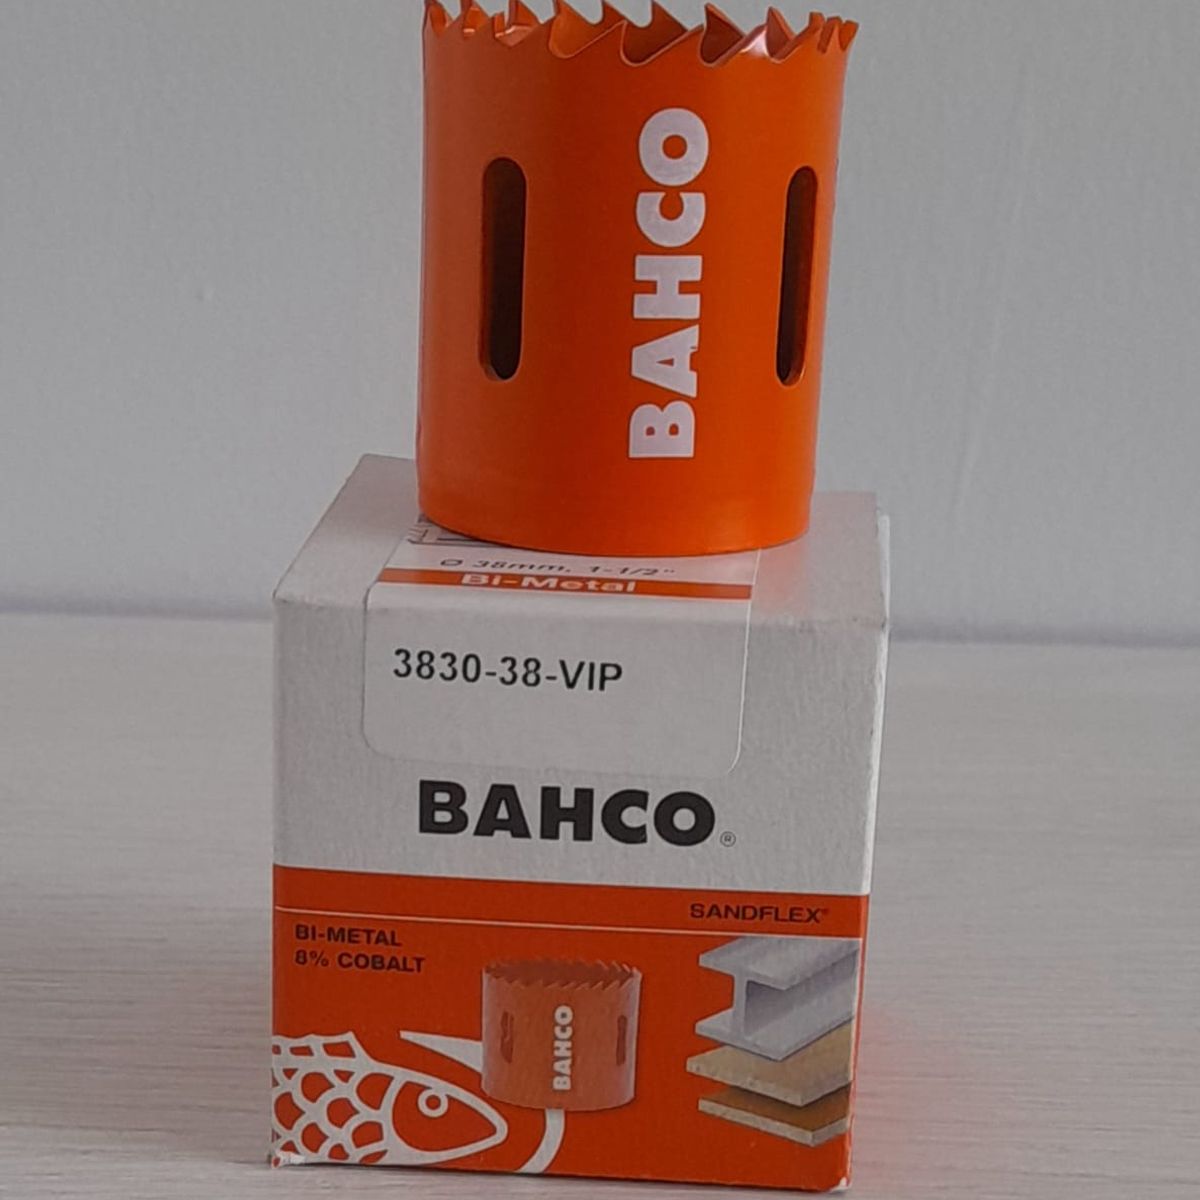 BAHCO
Ø 38mm, 1-1/2"
Bi-Metal
3830-38-VIP
BAHCO®
SANDFLEX®
BI-METAL
8% COBALT
BAHCO